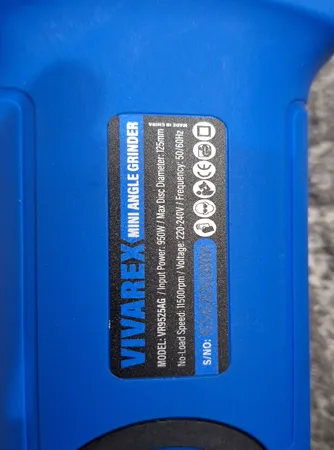 VIVAREX
MINI ANGLE GRINDER
MODEL: VR9525AG / Input Power: 950W / Max Disc Diameter: 125mm
No-Load Speed: 11500rpm / Voltage: 220-240V / Frequency: 50/60Hz
S/NO:
MADE IN CHINA